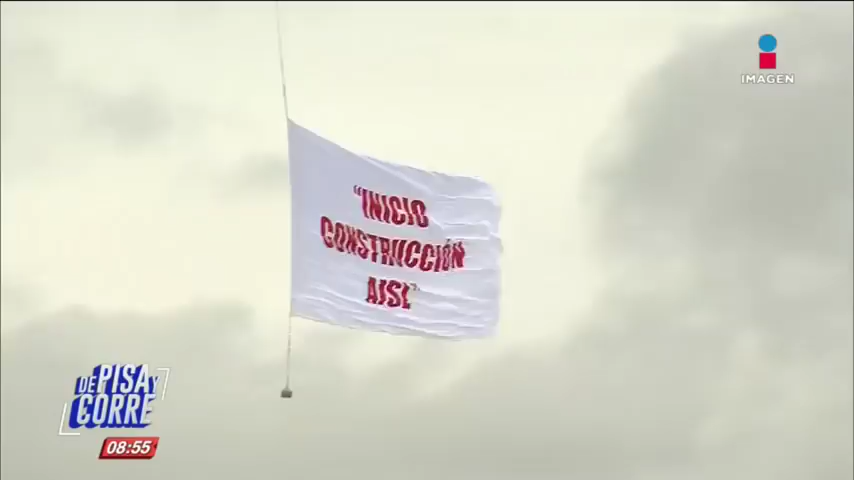 IMAGEN
"INICIO
CONSTRUCCIÓN
AISL"
DE PISA Y
CORRE
08:55